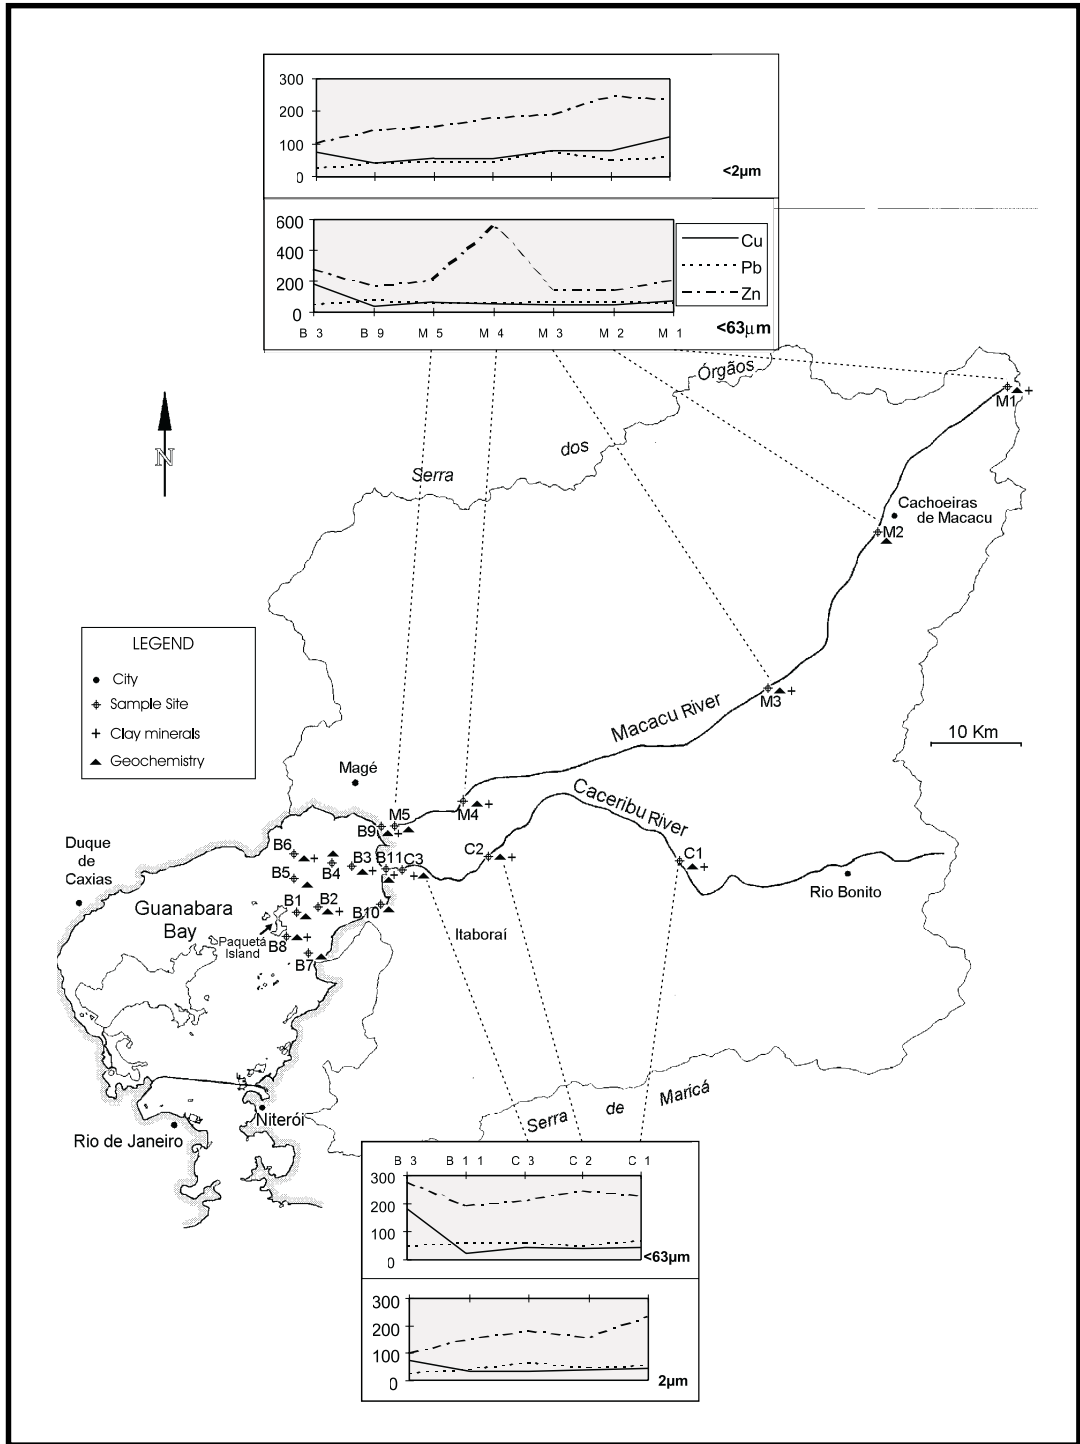 300
200
100
0
<2µm
600
400
200
0
Cu
Pb
Zn
<63µm
B 3 B 9 M 5 M 4 M 3 M 2 M 1
Órgãos
dos
Serra
M1
N
Cachoeiras
de Macacu
M2
LEGEND
City
Sample Site
Clay minerals
Geochemistry
M3
Macacu River
10 Km
Magé
Caceribu River
M5
M4
B9
Duque
de
Caxias
B6
B3
B11
C3
C2
C1
B4
B5
Rio Bonito
Guanabara
Bay
B1
B2
B10
Paquetá
Island
B8
B7
Itaboraí
Serra
de
Maricá
Niterói
Rio de Janeiro
B 3 B 1 1 C 3 C 2 C 1
300
200
100
0
<63µm
300
200
100
0
2µm